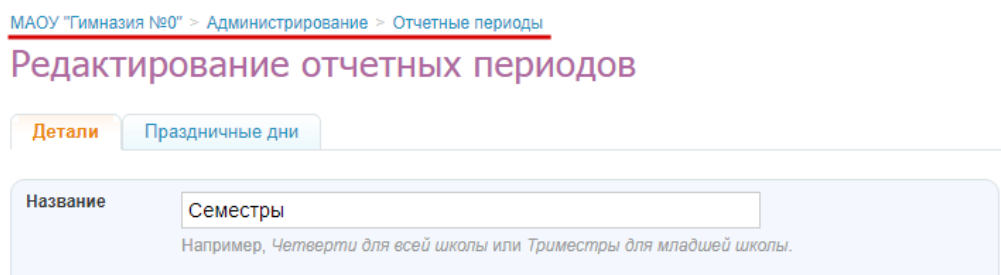 МАОУ "Гимназия №0" > Администрирование > Отчетные периоды
Редактирование отчетных периодов
Детали Праздничные дни
Название Семестры
Например, Четверти для всей школы или Триместры для младшей школы.